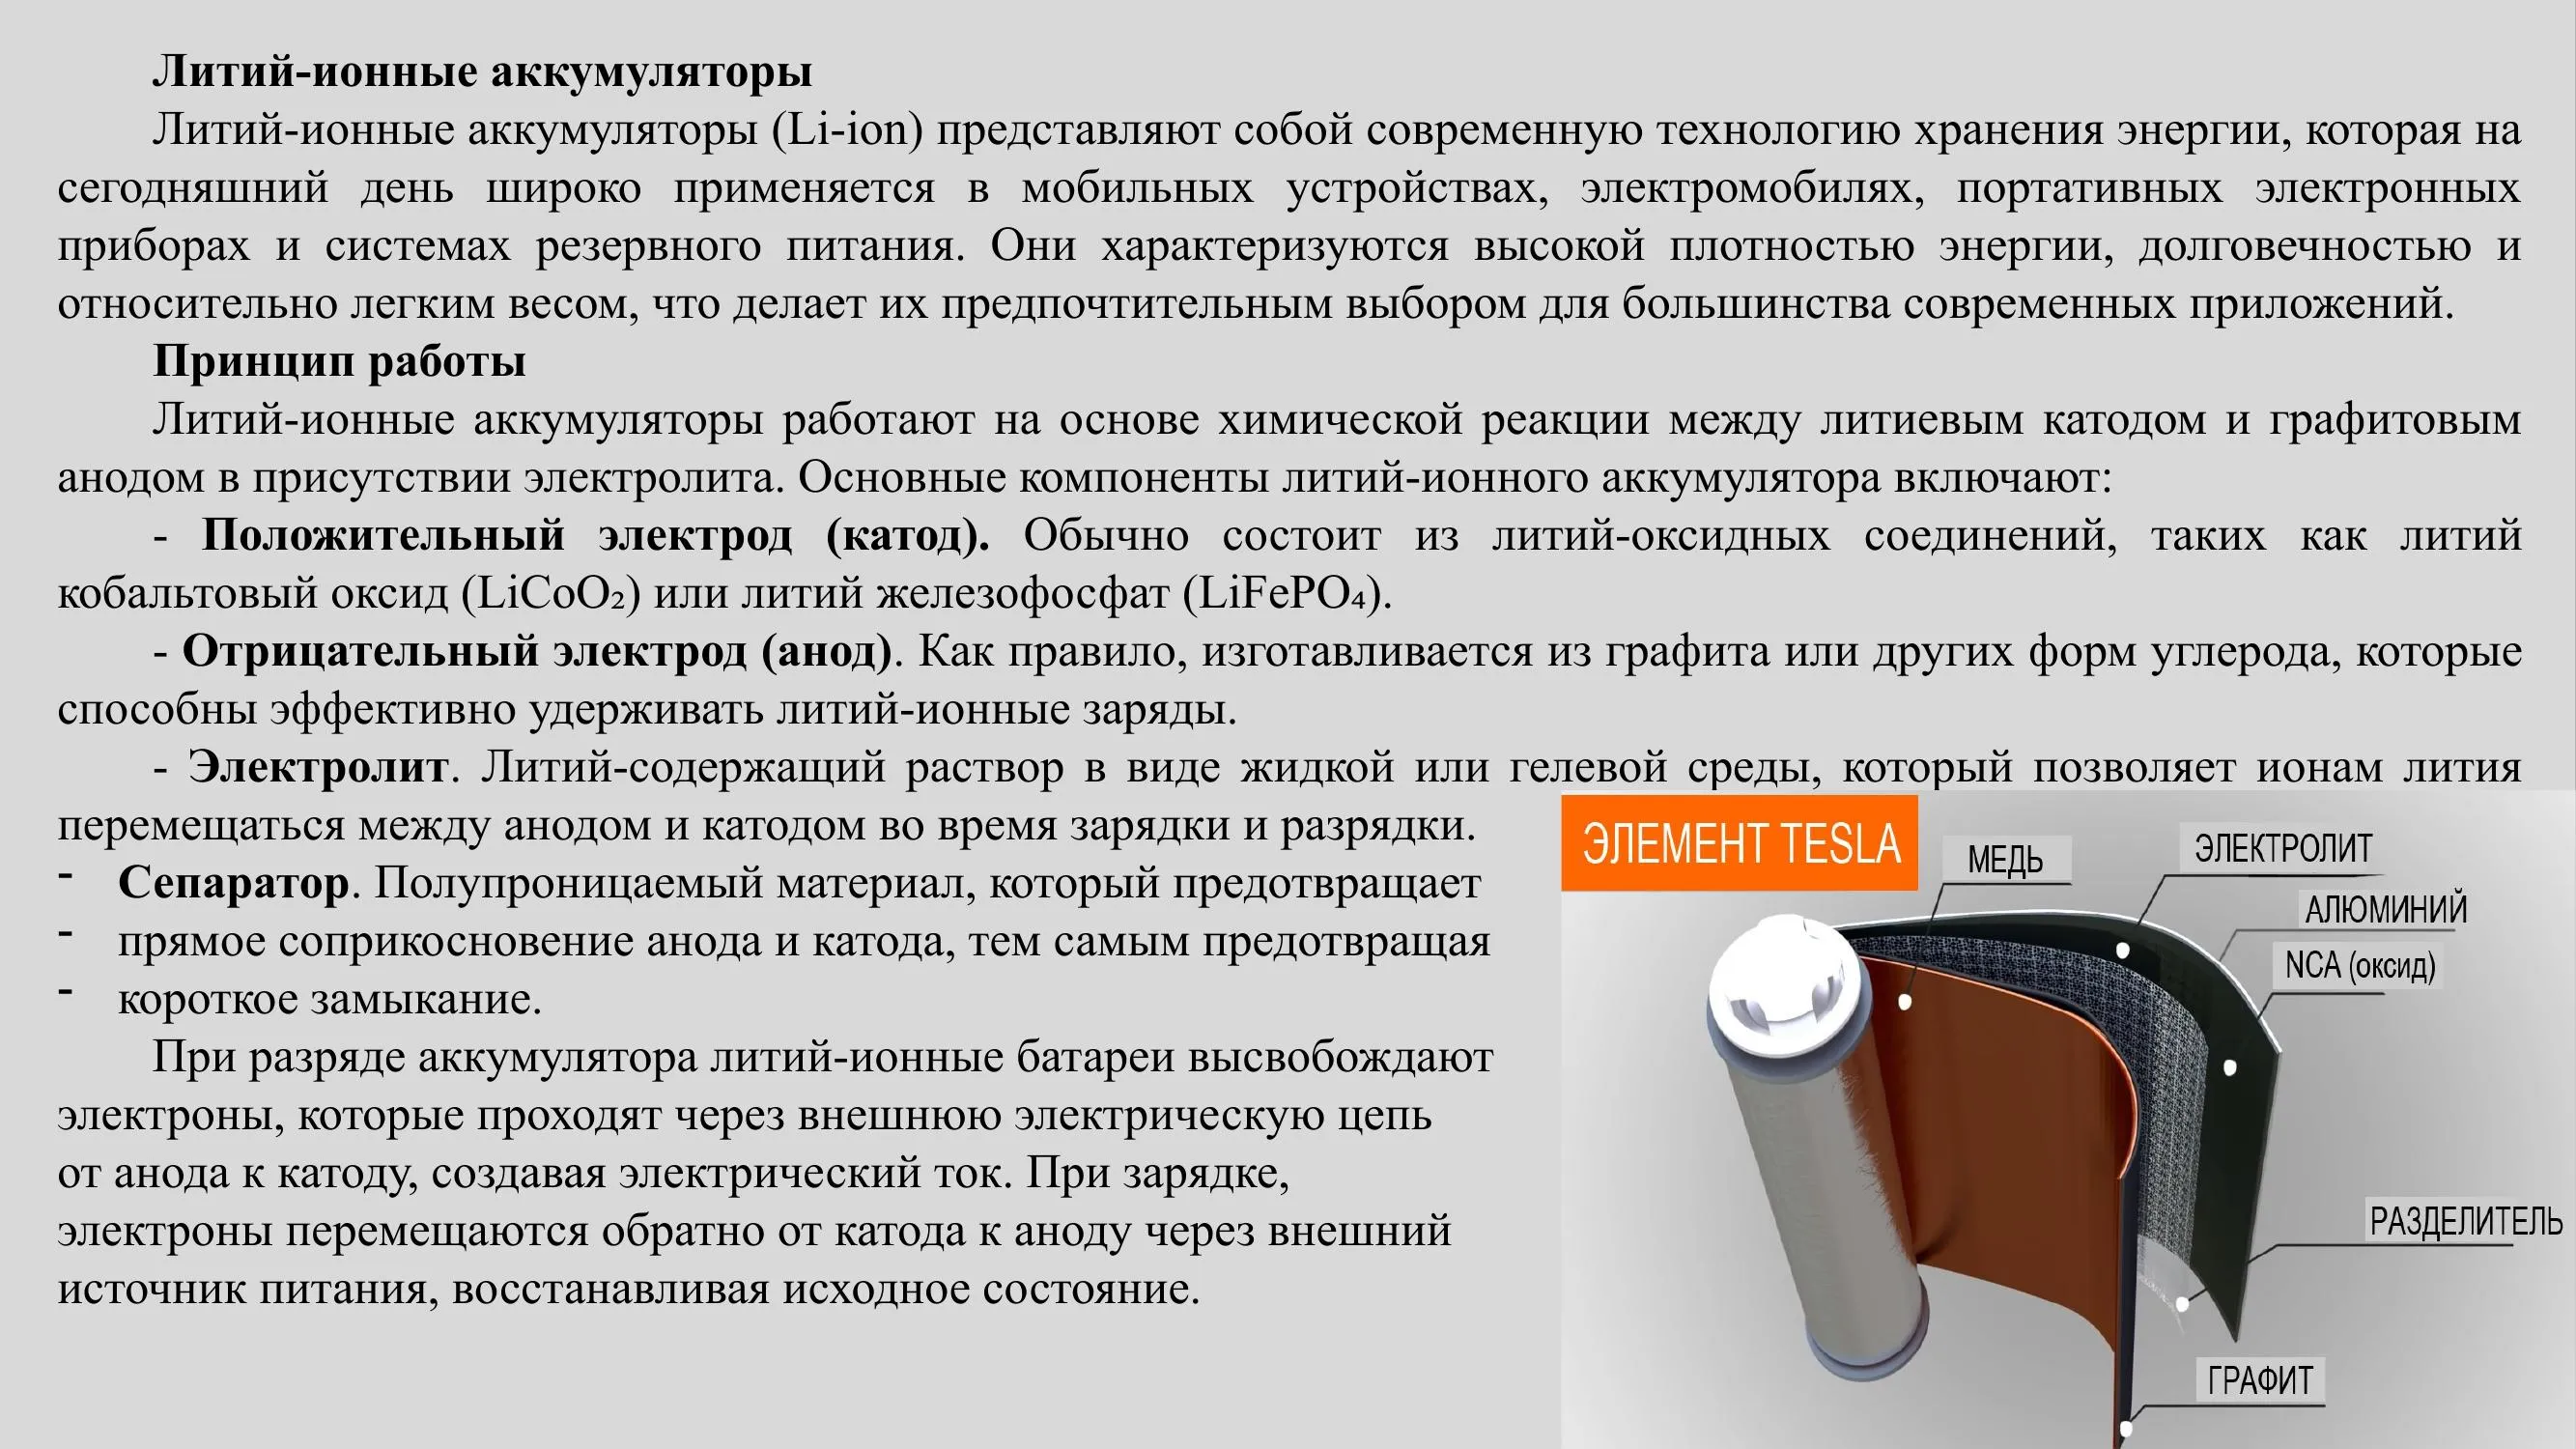 Литий-ионные аккумуляторы
Литий-ионные аккумуляторы (Li-ion) представляют собой современную технологию хранения энергии, которая на
сегодняшний день широко применяется в мобильных устройствах, электромобилях, портативных электронных
приборах и системах резервного питания. Они характеризуются высокой плотностью энергии, долговечностью и
относительно легким весом, что делает их предпочтительным выбором для большинства современных приложений.
Принцип работы
Литий-ионные аккумуляторы работают на основе химической реакции между литиевым катодом и графитовым
анодом в присутствии электролита. Основные компоненты литий-ионного аккумулятора включают:
- Положительный электрод (катод). Обычно состоит из литий-оксидных соединений, таких как литий
кобальтовый оксид (LiCoO₂) или литий железофосфат (LiFePO₄).
- Отрицательный электрод (анод). Как правило, изготавливается из графита или других форм углерода, которые
способны эффективно удерживать литий-ионные заряды.
- Электролит. Литий-содержащий раствор в виде жидкой или гелевой среды, который позволяет ионам лития
перемещаться между анодом и катодом во время зарядки и разрядки.
- Сепаратор. Полупроницаемый материал, который предотвращает
- прямое соприкосновение анода и катода, тем самым предотвращая
- короткое замыкание.
При разряде аккумулятора литий-ионные батареи высвобождают
электроны, которые проходят через внешнюю электрическую цепь
от анода к катоду, создавая электрический ток. При зарядке,
электроны перемещаются обратно от катода к аноду через внешний
источник питания, восстанавливая исходное состояние.
ЭЛЕМЕНТ TESLA
МЕДЬ
ЭЛЕКТРОЛИТ
АЛЮМИНИЙ
NCA (оксид)
РАЗДЕЛИТЕЛЬ
ГРАФИТ